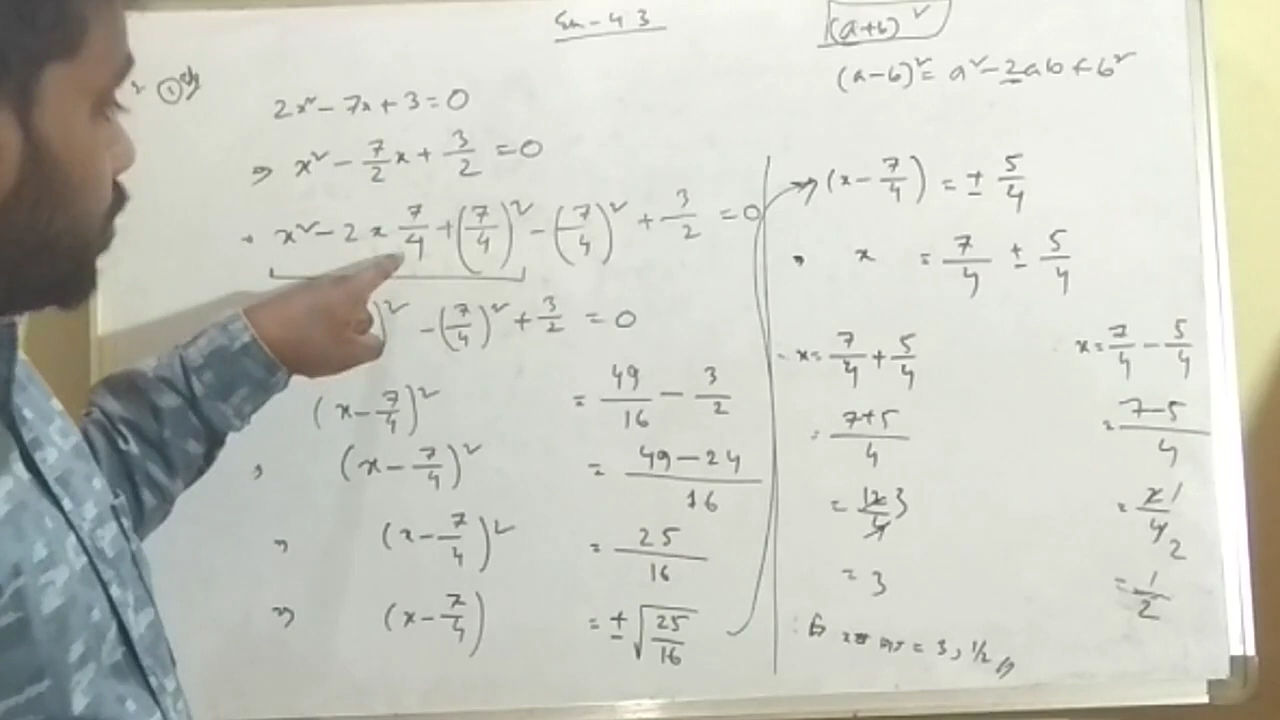 Ex-4.3
(a+b)²
(a-b)² = a² - 2ab + b²
①
2x² - 7x + 3 = 0
⇒ x² - 7/2 x + 3/2 = 0
x² - 2 x 7/4 + (7/4)² - (7/4)² + 3/2 = 0
)² - (7/4)² + 3/2 = 0
(x - 7/4)² = 49/16 - 3/2
(x - 7/4)² = (49-24)/16
(x - 7/4)² = 25/16
⇒ (x - 7/4) = ± √(25/16)
⇒ (x - 7/4) = ± 5/4
x = 7/4 ± 5/4
x = 7/4 + 5/4
= (7+5)/4
= 12/4 3
= 3
x = 7/4 - 5/4
= (7-5)/4
= 2/4 1 2
= 1/2
= 3, 1/2